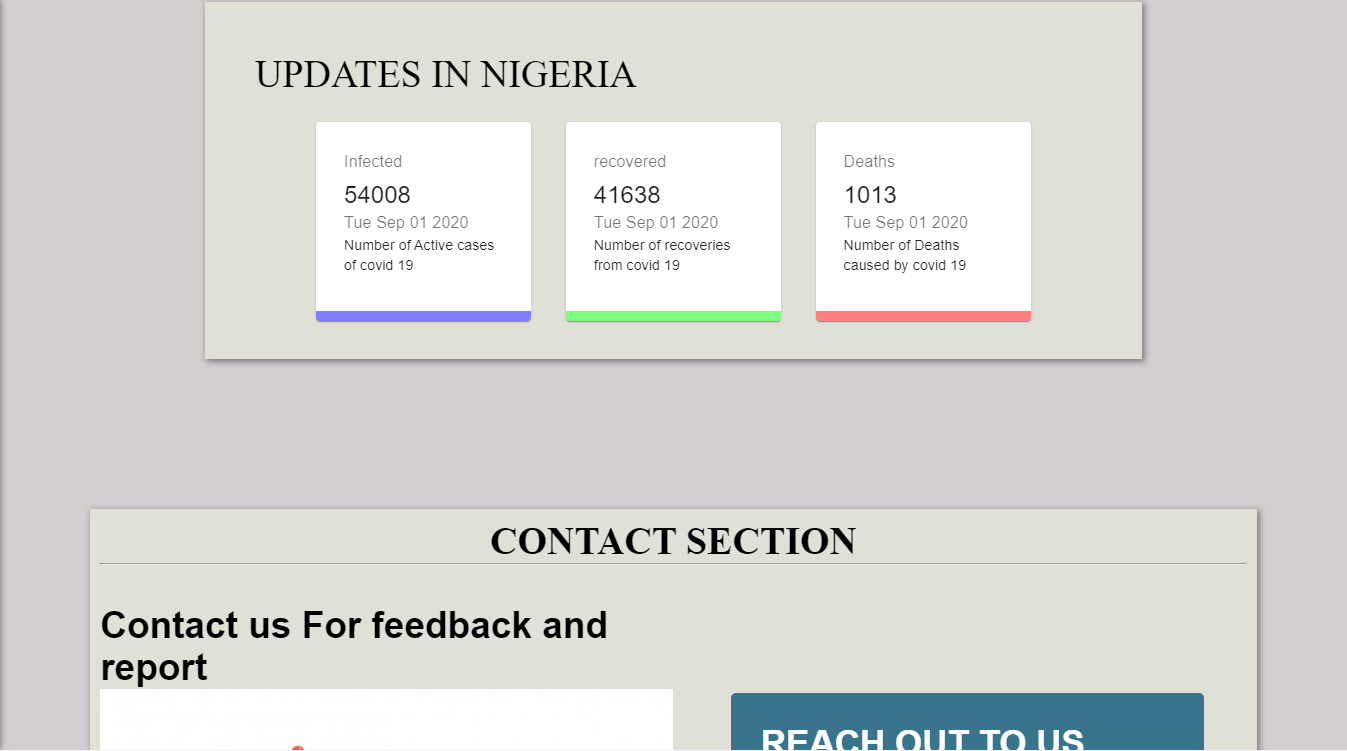 UPDATES IN NIGERIA
Infected
54008
Tue Sep 01 2020
Number of Active cases
of covid 19
recovered
41638
Tue Sep 01 2020
Number of recoveries
from covid 19
Deaths
1013
Tue Sep 01 2020
Number of Deaths
caused by covid 19
CONTACT SECTION
Contact us For feedback and
report
REACH OUT TO US